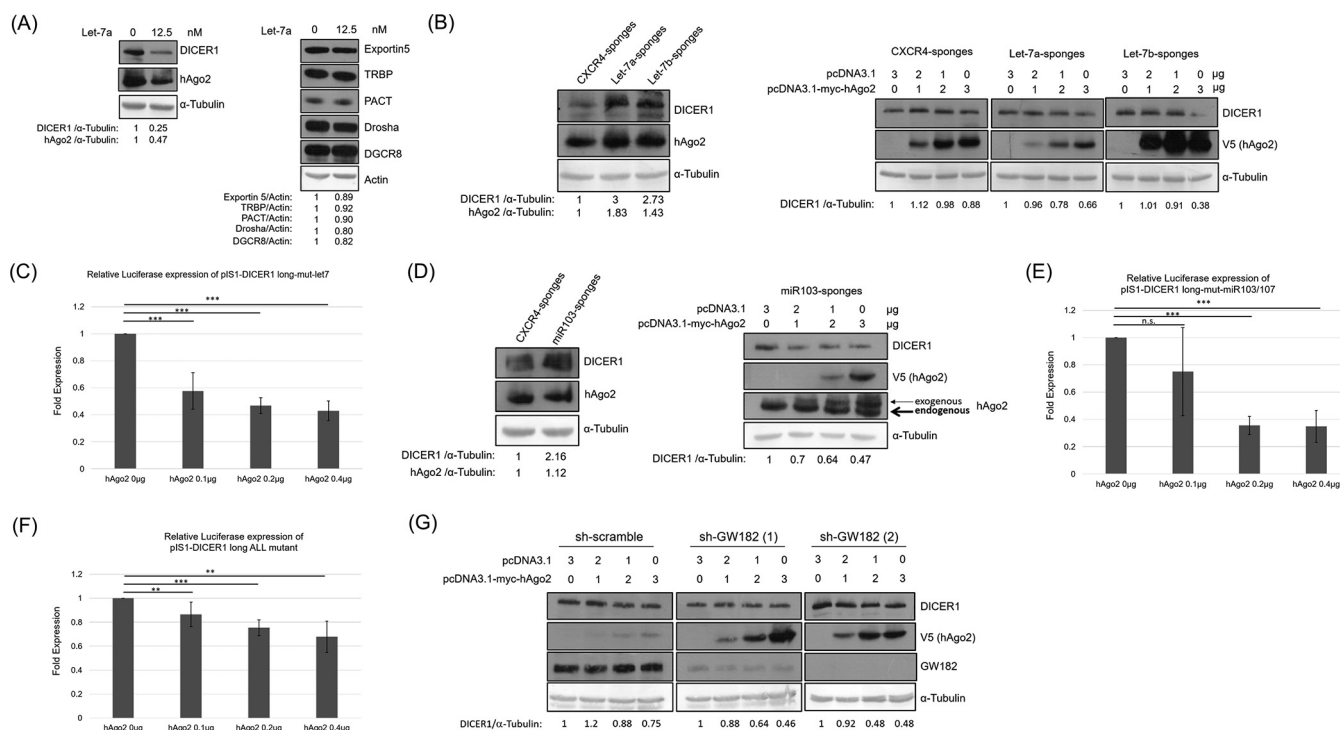 (A)
Let-7a 0 12.5 nM
DICER1
hAgo2
α-Tubulin
DICER1 /α-Tubulin: 1 0.25
hAgo2 /α-Tubulin: 1 0.47
Let-7a 0 12.5 nM
Exportin5
TRBP
PACT
Drosha
DGCR8
Actin
Exportin 5/Actin: 1 0.89
TRBP/Actin: 1 0.92
PACT/Actin: 1 0.90
Drosha/Actin: 1 0.80
DGCR8/Actin: 1 0.82
(B)
CXCR4-sponges
Let-7a-sponges
Let-7b-sponges
DICER1
hAgo2
α-Tubulin
DICER1 /α-Tubulin: 1 3 2.73
hAgo2 /α-Tubulin: 1 1.83 1.43
CXCR4-sponges Let-7a-sponges Let-7b-sponges
pcDNA3.1 3 2 1 0 3 2 1 0 3 2 1 0 µg
pcDNA3.1-myc-hAgo2 0 1 2 3 0 1 2 3 0 1 2 3 µg
DICER1
V5 (hAgo2)
α-Tubulin
DICER1 /α-Tubulin: 1 1.12 0.98 0.88 1 0.96 0.78 0.66 1 1.01 0.91 0.38
(C)
Relative Luciferase expression of pIS1-DICER1 long-mut-let7
***
***
***
Fold Expression
1.2
1
0.8
0.6
0.4
0.2
0
hAgo2 0µg hAgo2 0.1µg hAgo2 0.2µg hAgo2 0.4µg
(D)
CXCR4-sponges
miR103-sponges
DICER1
hAgo2
α-Tubulin
DICER1 /α-Tubulin: 1 2.16
hAgo2 /α-Tubulin: 1 1.12
miR103-sponges
pcDNA3.1 3 2 1 0 µg
pcDNA3.1-myc-hAgo2 0 1 2 3 µg
DICER1
V5 (hAgo2)
exogenous
endogenous
hAgo2
α-Tubulin
DICER1 /α-Tubulin: 1 0.7 0.64 0.47
(E)
Relative Luciferase expression of
pIS1-DICER1 long-mut-miR103/107
***
***
n.s.
Fold Expression
1.2
1
0.8
0.6
0.4
0.2
0
hAgo2 0µg hAgo2 0.1µg hAgo2 0.2µg hAgo2 0.4µg
(F)
Relative Luciferase expression of
pIS1-DICER1 long ALL mutant
**
***
**
Fold Expression
1.2
1
0.8
0.6
0.4
0.2
0
hAgo2 0µg hAgo2 0.1µg hAgo2 0.2µg hAgo2 0.4µg
(G)
sh-scramble sh-GW182 (1) sh-GW182 (2)
pcDNA3.1 3 2 1 0 3 2 1 0 3 2 1 0
pcDNA3.1-myc-hAgo2 0 1 2 3 0 1 2 3 0 1 2 3
DICER1
V5 (hAgo2)
GW182
α-Tubulin
DICER1/α-Tubulin: 1 1.2 0.88 0.75 1 0.88 0.64 0.46 1 0.92 0.48 0.48